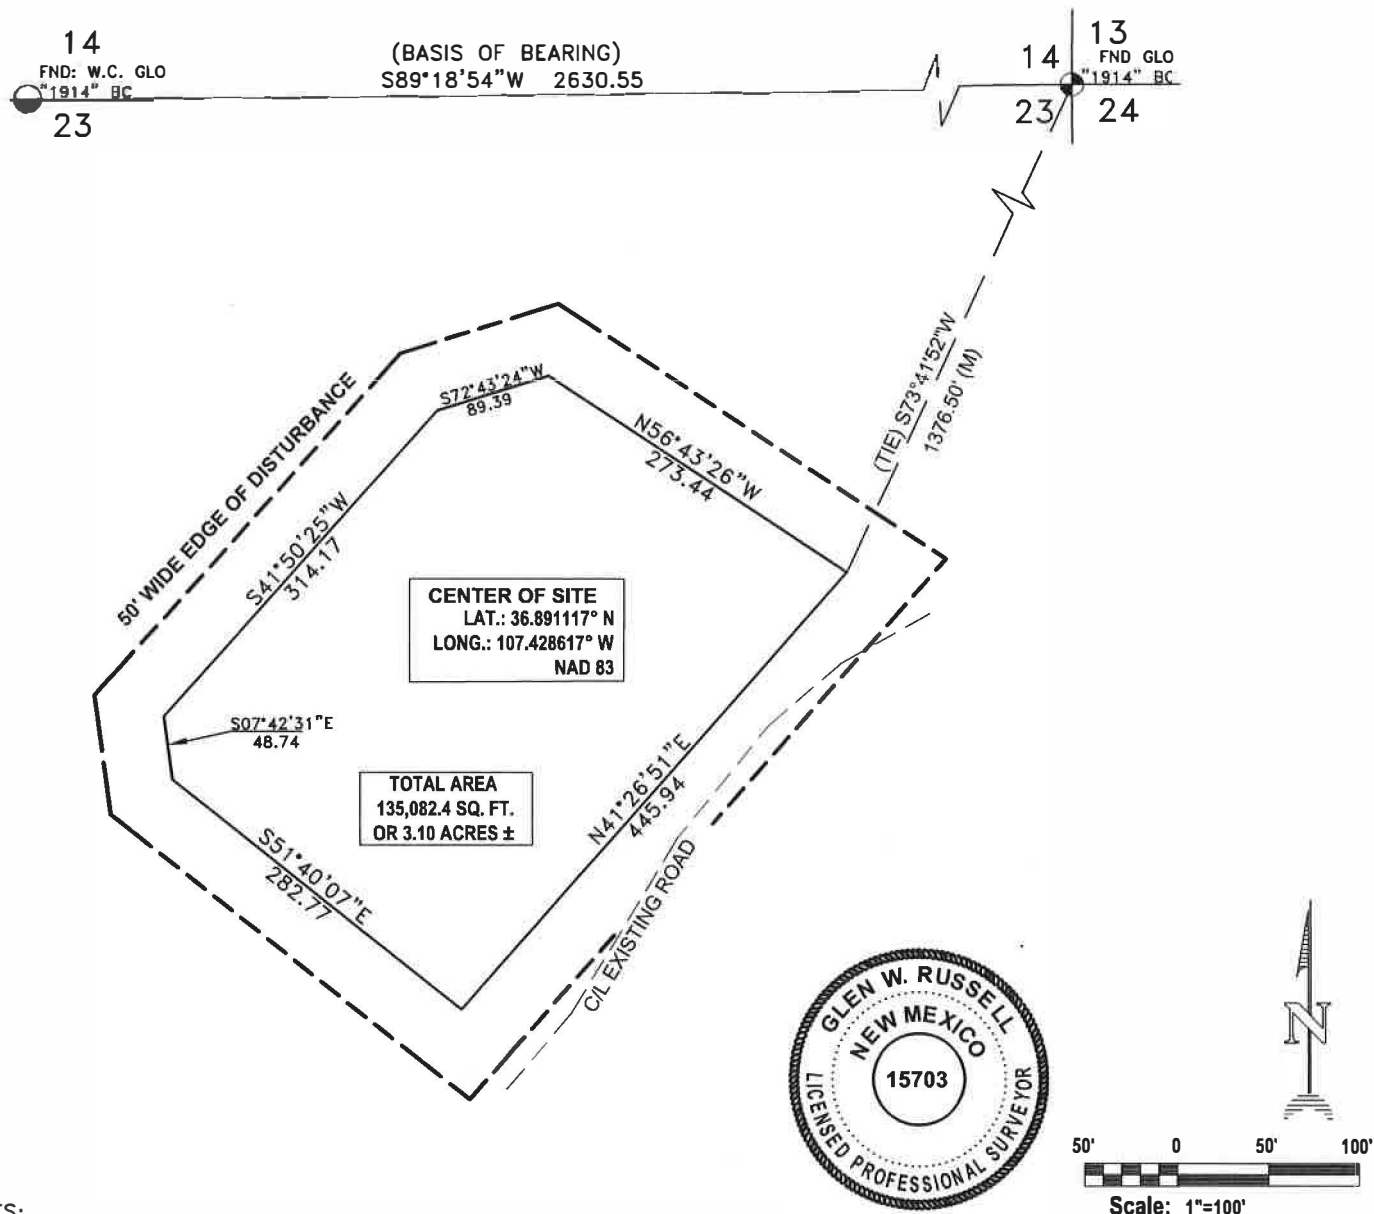 14
FND: W.C. GLO
"1914" BC
23
(BASIS OF BEARING)
S89°18'54"W 2630.55
14
13
FND GLO
"1914" BC
23
24
(TIE) S73°41'52"W
1376.50' (M)
50' WIDE EDGE OF DISTURBANCE
S72°43'24"W
89.39
N56°43'26"W
273.44
S41°50'25"W
314.17
CENTER OF SITE
LAT.: 36.891117° N
LONG.: 107.428617° W
NAD 83
S07°42'31"E
48.74
TOTAL AREA
135,082.4 SQ. FT.
OR 3.10 ACRES ±
N41°26'51"E
445.94
S51°40'07"E
282.77
C/L EXISTING ROAD
GLEN W. RUSSELL
NEW MEXICO
15703
LICENSED PROFESSIONAL SURVEYOR
N
50' 0 50' 100'
Scale: 1"=100'